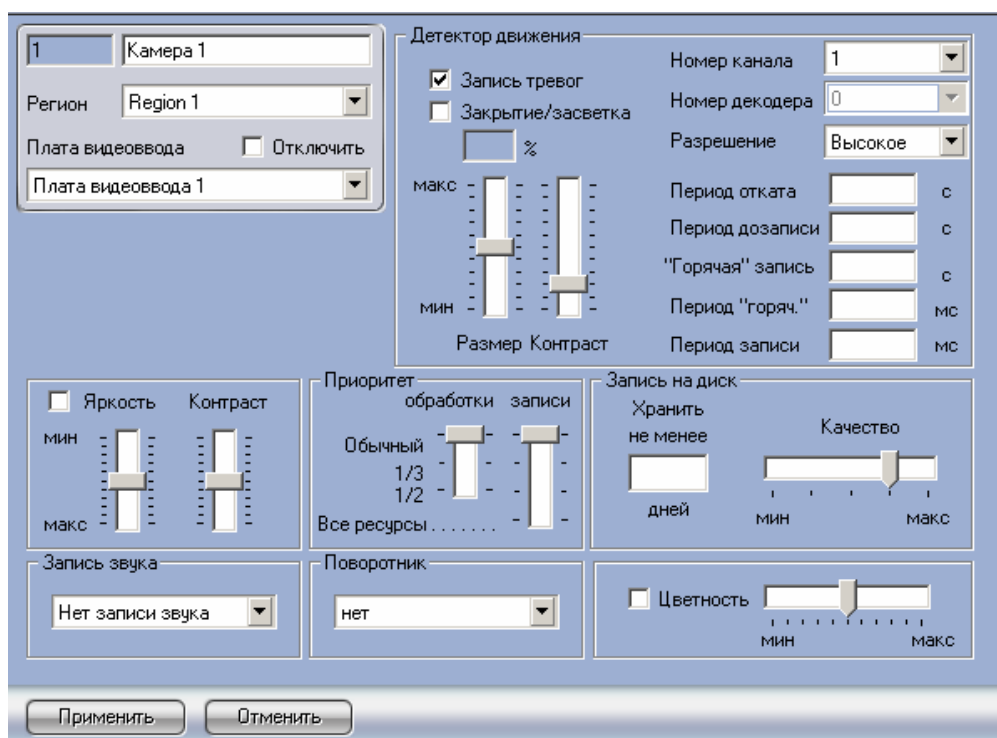 1
Камера 1
Регион
Region 1
Плата видеоввода
Отключить
Плата видеоввода 1
Детектор движения
Запись тревог
Закрытие/засветка
%
макс
мин
Размер Контраст
Номер канала
1
Номер декодера
0
Разрешение
Высокое
Период отката
с
Период дозаписи
с
"Горячая" запись
с
Период "горяч."
мс
Период записи
мс
Яркость
Контраст
мин
макс
Приоритет
обработки
записи
Обычный
1/3
1/2
Все ресурсы.......
Запись на диск
Хранить
не менее
дней
Качество
мин
макс
Запись звука
Нет записи звука
Поворотник
нет
Цветность
мин
макс
Применить
Отменить